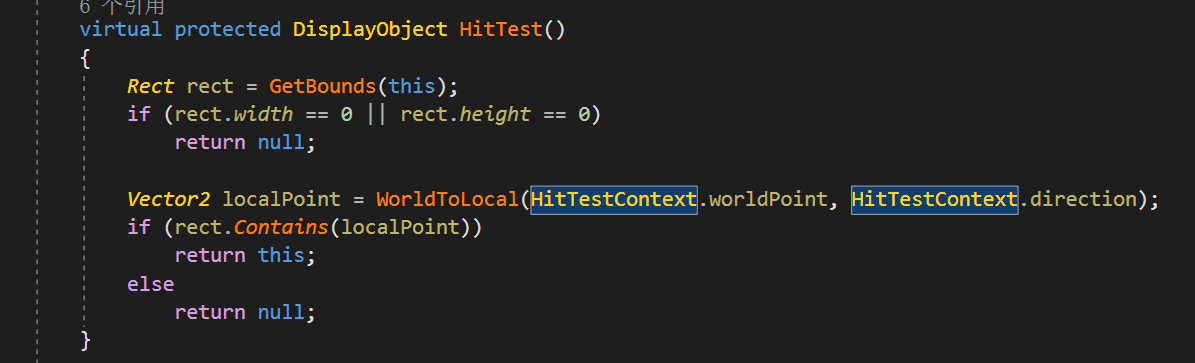 6 个引用
virtual protected DisplayObject HitTest()
{
Rect rect = GetBounds(this);
if (rect.width == 0 || rect.height == 0)
return null;
Vector2 localPoint = WorldToLocal(HitTestContext.worldPoint, HitTestContext.direction);
if (rect.Contains(localPoint))
return this;
else
return null;
}